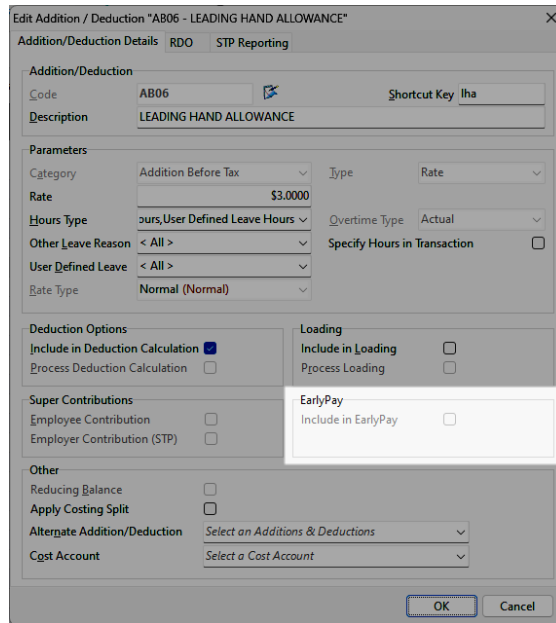 Edit Addition / Deduction "AB06 - LEADING HAND ALLOWANCE"
Addition/Deduction Details RDO STP Reporting
Addition/Deduction
Code AB06 Shortcut Key lha
Description LEADING HAND ALLOWANCE
Parameters
Category Addition Before Tax Type Rate
Rate $3.0000
Hours Type ours,User Defined Leave Hours Overtime Type Actual
Other Leave Reason < All > Specify Hours in Transaction
User Defined Leave < All >
Rate Type Normal (Normal)
Deduction Options Loading
Include in Deduction Calculation Include in Loading
Process Deduction Calculation Process Loading
Super Contributions EarlyPay
Employee Contribution Include in EarlyPay
Employer Contribution (STP)
Other
Reducing Balance
Apply Costing Split
Alternate Addition/Deduction Select an Additions & Deductions
Cost Account Select a Cost Account
OK Cancel